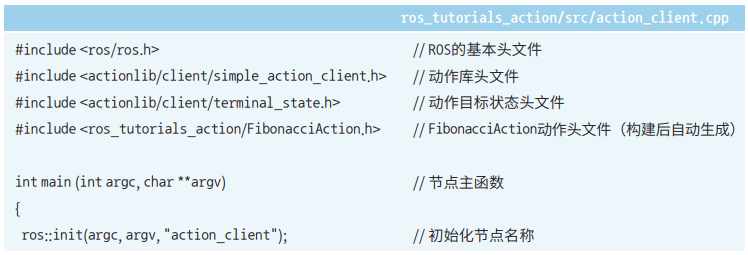 ros_tutorials_action/src/action_client.cpp
#include <ros/ros.h> // ROS的基本头文件
#include <actionlib/client/simple_action_client.h> // 动作库头文件
#include <actionlib/client/terminal_state.h> // 动作目标状态头文件
#include <ros_tutorials_action/FibonacciAction.h> // FibonacciAction动作头文件（构建后自动生成）
int main (int argc, char **argv) // 节点主函数
{
ros::init(argc, argv, "action_client"); // 初始化节点名称